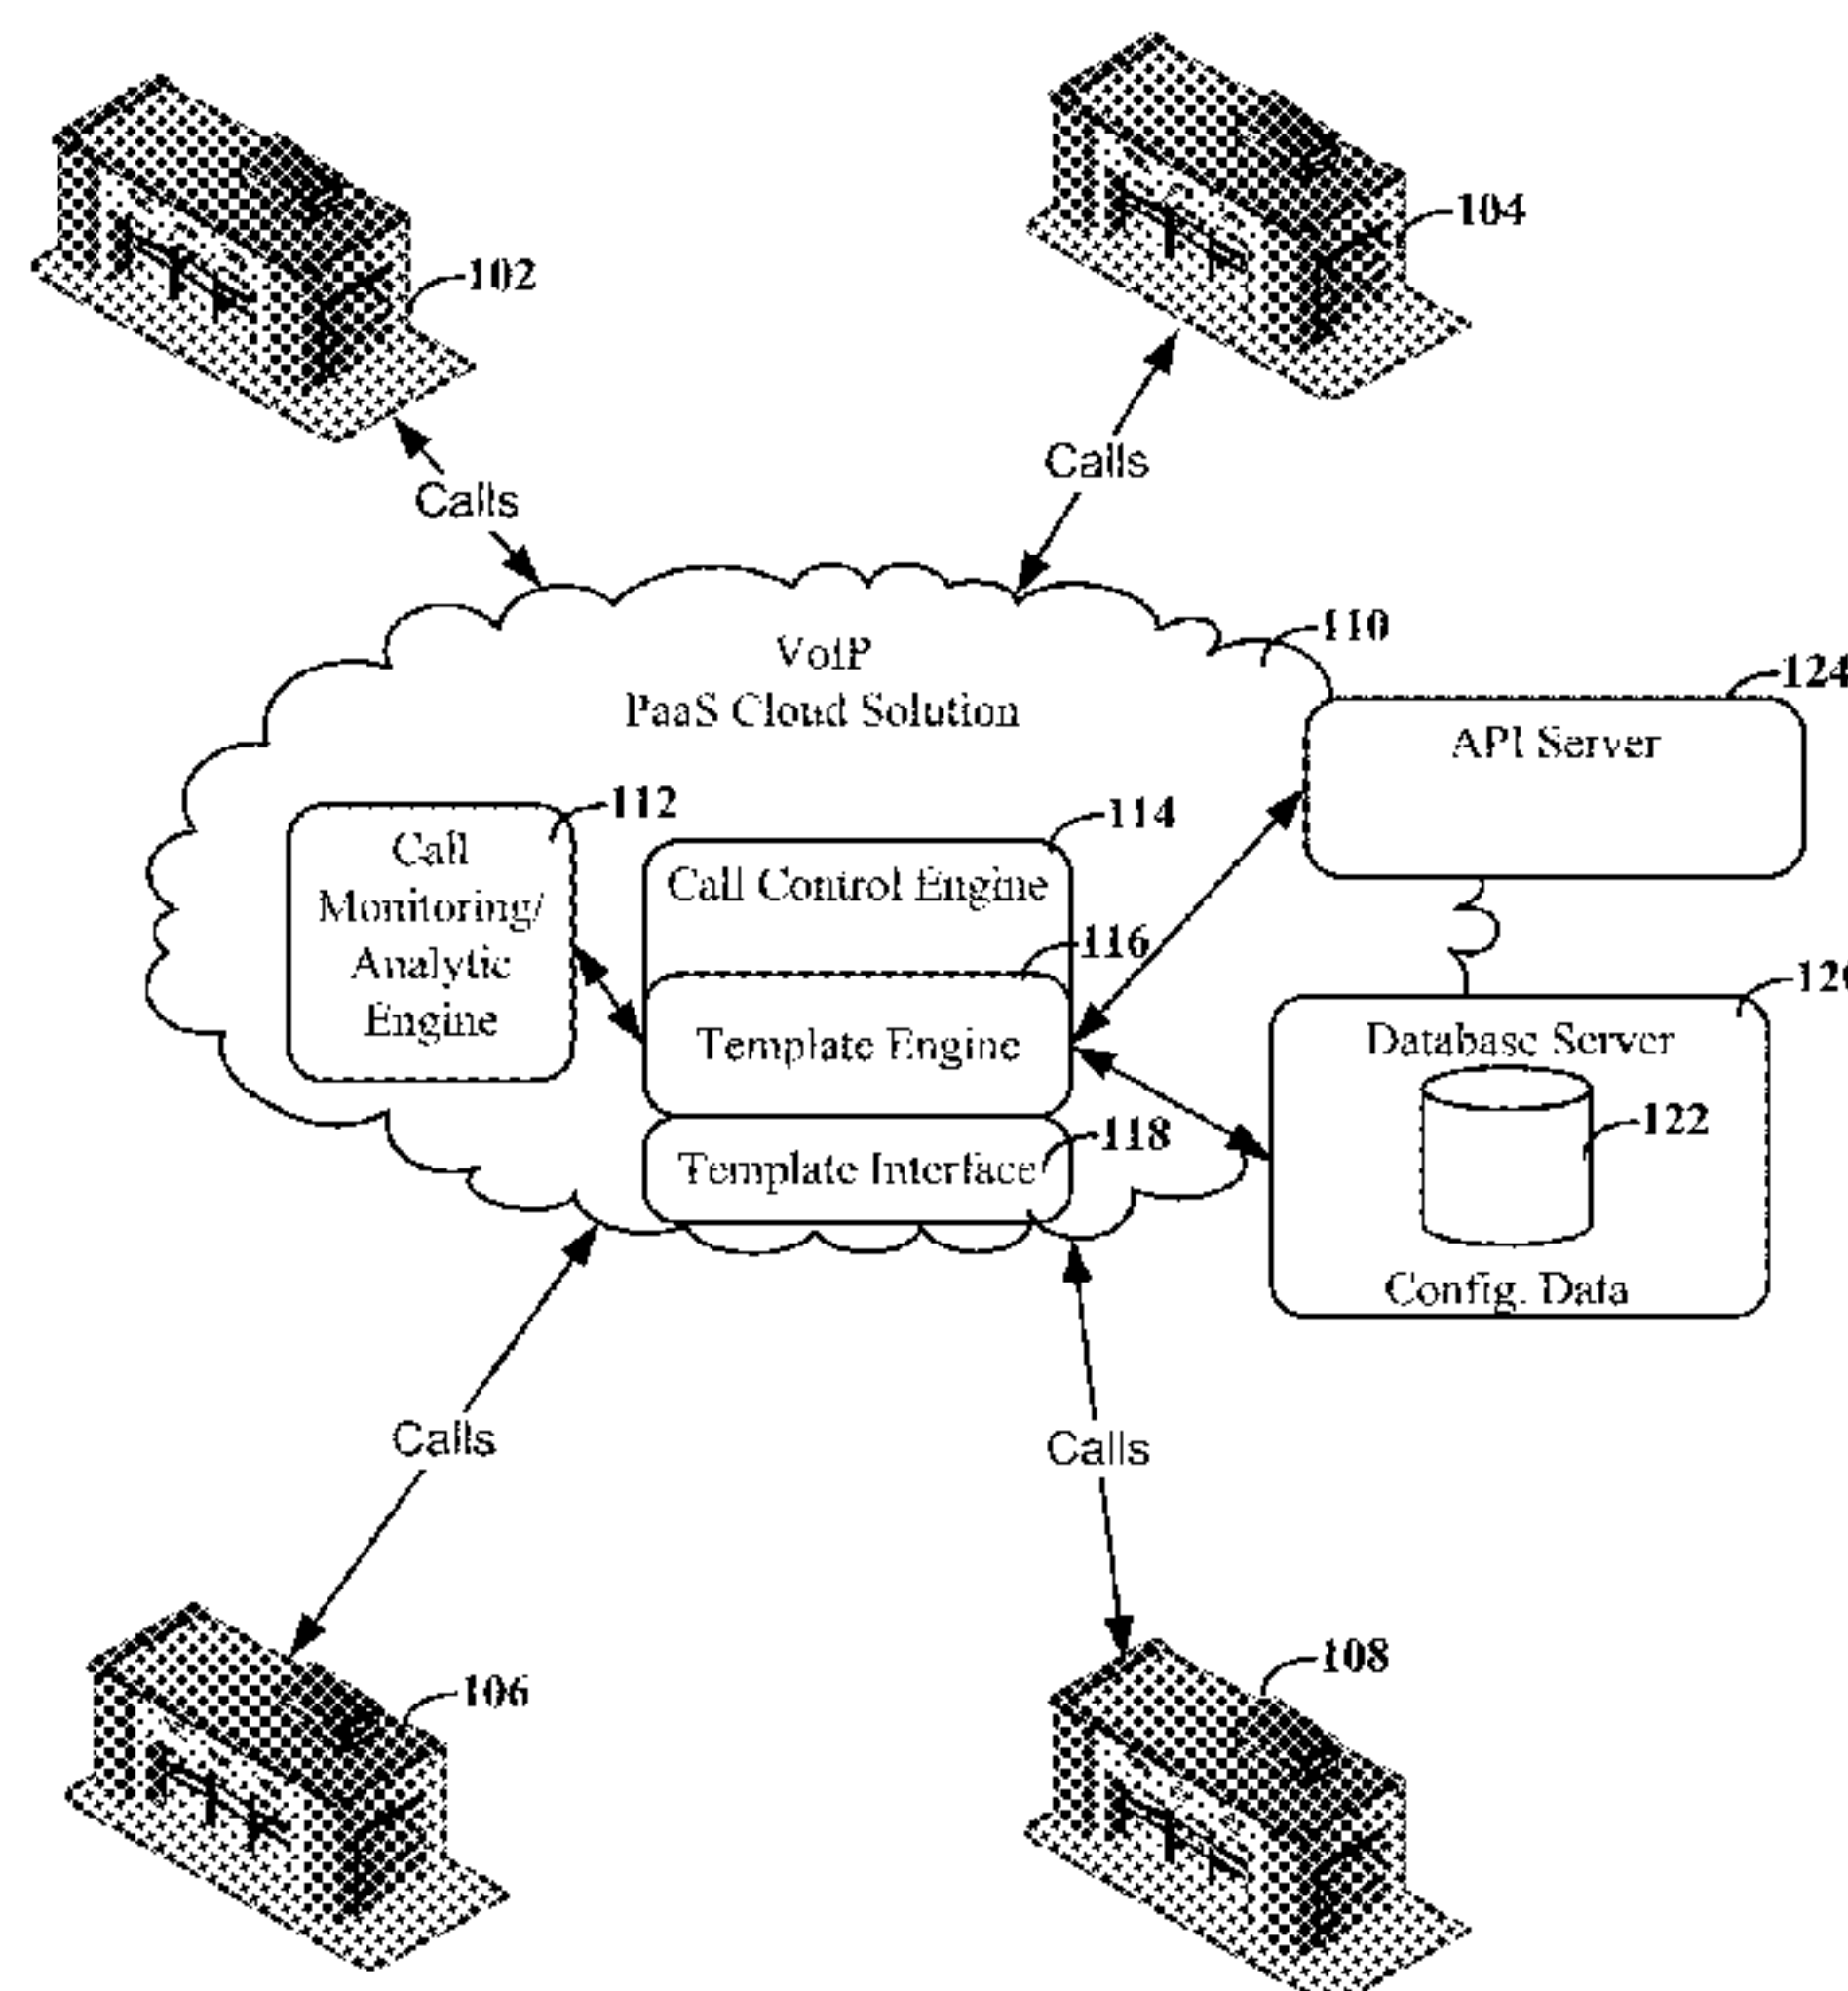 104
102
Calls
Calls
110
VoIP
PaaS Cloud Solution
124
API Server
112
114
Call
Monitoring/
Analytic
Engine
Call Control Engine
116
Template Engine
Database Server
122
118
Template Interface
Config. Data
Calls
Calls
108
106